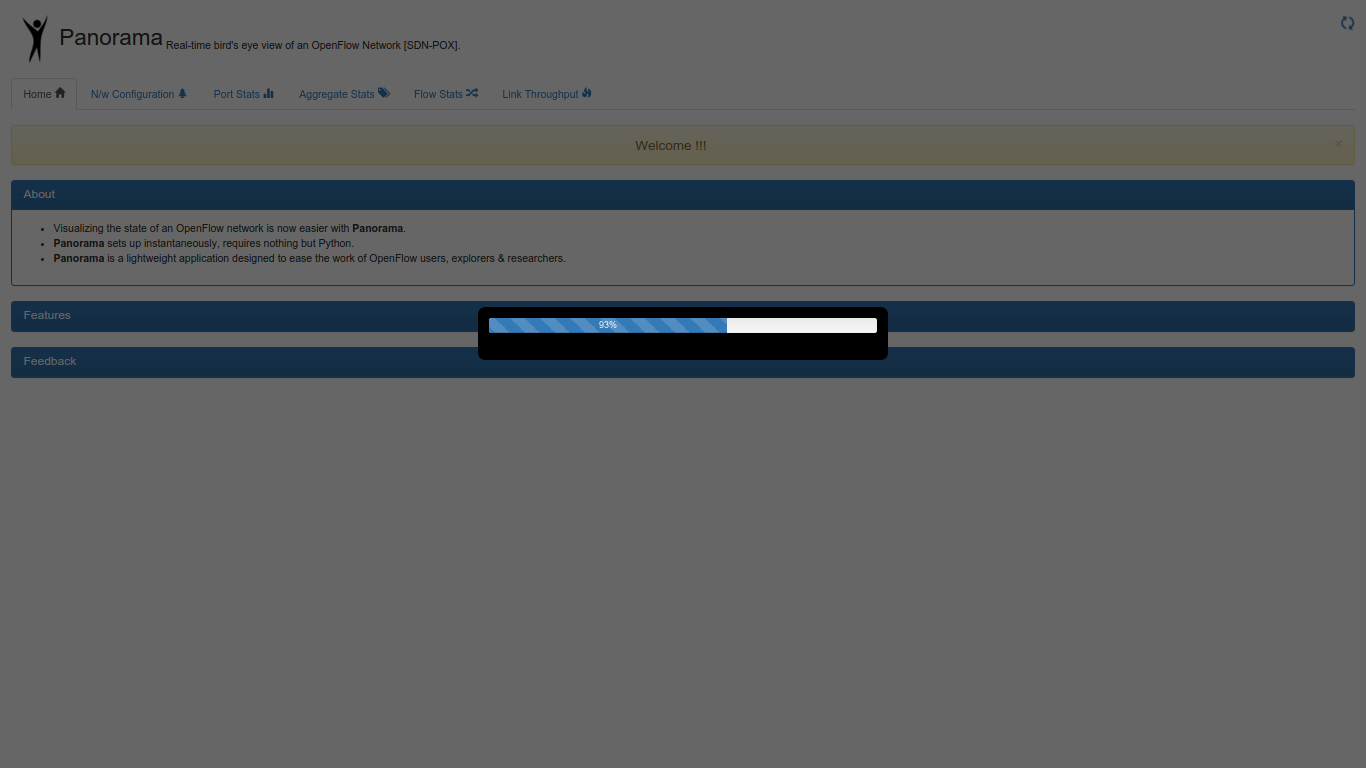 Panorama Real-time bird's eye view of an OpenFlow Network [SDN-POX].
Home N/w Configuration Port Stats Aggregate Stats Flow Stats Link Throughput
Welcome !!! ×
About
• Visualizing the state of an OpenFlow network is now easier with Panorama.
• Panorama sets up instantaneously, requires nothing but Python.
• Panorama is a lightweight application designed to ease the work of OpenFlow users, explorers & researchers.
Features
93%
Feedback